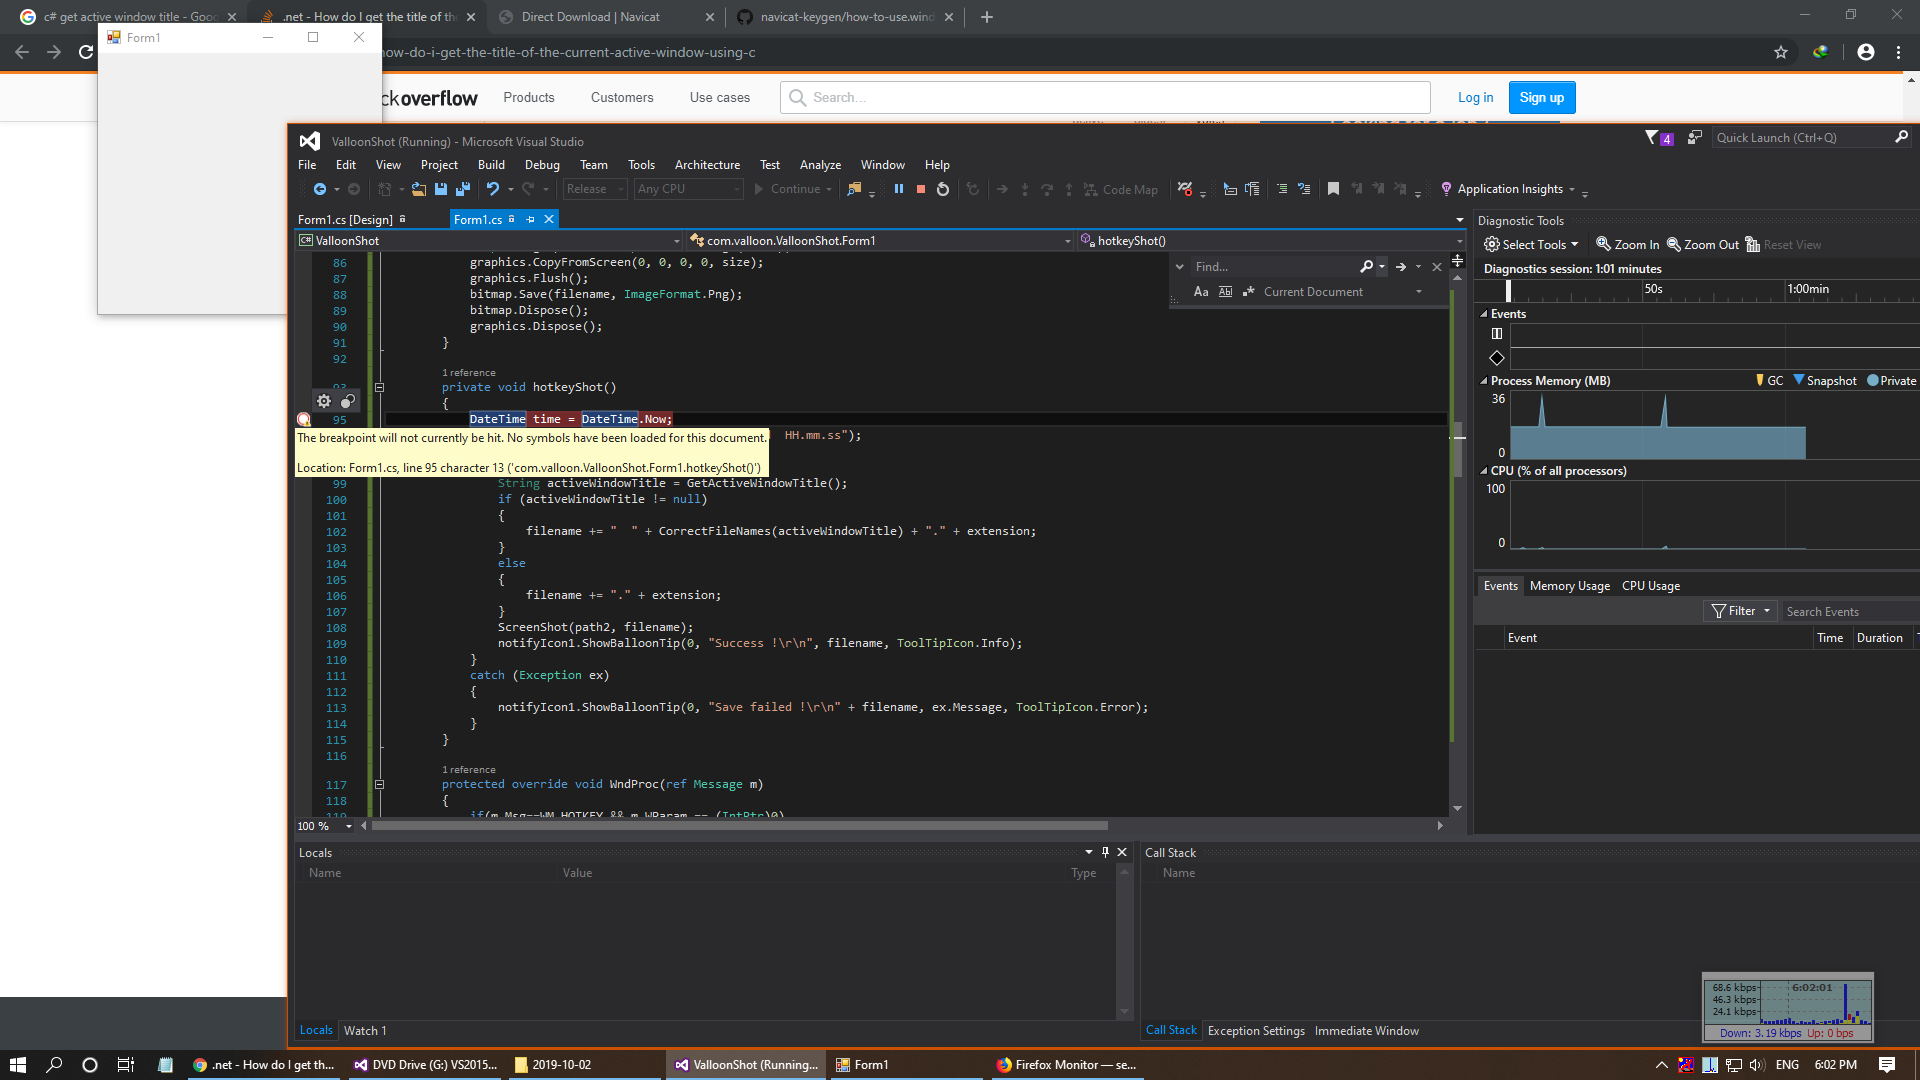 c# get active window title - Goo
.net - How do I get the title of the
Direct Download | Navicat
navicat-keygen/how-to-use.wind
Form1
how-do-i-get-the-title-of-the-current-active-window-using-c
ckoverflow
Products
Customers
Use cases
Search...
Log in
Sign up
ValloonShot (Running) - Microsoft Visual Studio
4
Quick Launch (Ctrl+Q)
File Edit View Project Build Debug Team Tools Architecture Test Analyze Window Help
Release
Any CPU
Continue
Code Map
Application Insights
Form1.cs [Design]
Form1.cs
ValloonShot
com.valloon.ValloonShot.Form1
hotkeyShot()
Find...
Aa Ab Current Document
86 graphics.CopyFromScreen(0, 0, 0, 0, size);
87 graphics.Flush();
88 bitmap.Save(filename, ImageFormat.Png);
89 bitmap.Dispose();
90 graphics.Dispose();
91 }
92
1 reference
93 private void hotkeyShot()
{
95 DateTime time = DateTime.Now;
HH.mm.ss");
The breakpoint will not currently be hit. No symbols have been loaded for this document.
Location: Form1.cs, line 95 character 13 ('com.valloon.ValloonShot.Form1.hotkeyShot()')
99 String activeWindowTitle = GetActiveWindowTitle();
100 if (activeWindowTitle != null)
101 {
102 filename += "  " + CorrectFileNames(activeWindowTitle) + "." + extension;
103 }
104 else
105 {
106 filename += "." + extension;
107 }
108 ScreenShot(path2, filename);
109 notifyIcon1.ShowBalloonTip(0, "Success !\r\n", filename, ToolTipIcon.Info);
110 }
111 catch (Exception ex)
112 {
113 notifyIcon1.ShowBalloonTip(0, "Save failed !\r\n" + filename, ex.Message, ToolTipIcon.Error);
114 }
115 }
116
1 reference
117 protected override void WndProc(ref Message m)
118 {
119 if(m.Msg==WM_HOTKEY && m.WParam == (IntPtr)0)
100 %
Diagnostic Tools
Select Tools
Zoom In
Zoom Out
Reset View
Diagnostics session: 1:01 minutes
50s
1:00min
Events
Process Memory (MB)
GC
Snapshot
Private
36
0
CPU (% of all processors)
100
0
Events Memory Usage CPU Usage
Filter
Search Events
Event Time Duration
Locals
Name Value Type
Locals Watch 1
Call Stack
Name
Call Stack Exception Settings Immediate Window
68.6 kbps
46.3 kbps
24.1 kbps
6:02:01
Down: 3.19 kbps Up: 0 bps
.net - How do I get th...
DVD Drive (G:) VS2015...
2019-10-02
ValloonShot (Running...
Form1
Firefox Monitor — se...
ENG
6:02 PM